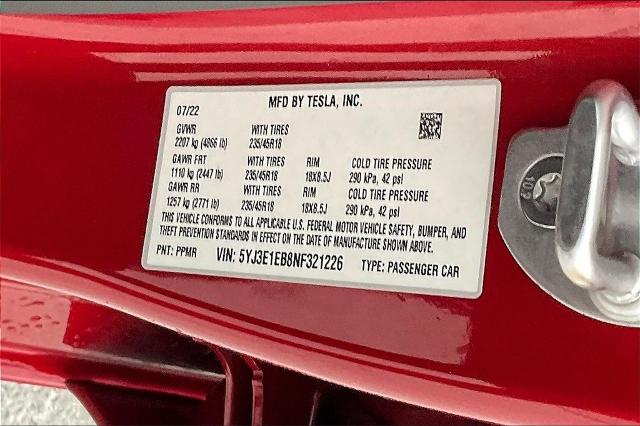 MFD BY TESLA, INC.
07/22
GVWR WITH TIRES
2207 kg (4866 lb) 235/45R18
GAWR FRT WITH TIRES RIM COLD TIRE PRESSURE
1110 kg (2447 lb) 235/45R18 18X8.5J 290 kPa, 42 psi
GAWR RR WITH TIRES RIM COLD TIRE PRESSURE
1257 kg (2771 lb) 235/45R18 18X8.5J 290 kPa, 42 psi
THIS VEHICLE CONFORMS TO ALL APPLICABLE U.S. FEDERAL MOTOR VEHICLE SAFETY, BUMPER, AND
THEFT PREVENTION STANDARDS IN EFFECT ON THE DATE OF MANUFACTURE SHOWN ABOVE.
PNT: PPMR VIN: 5YJ3E1EB8NF321226 TYPE: PASSENGER CAR